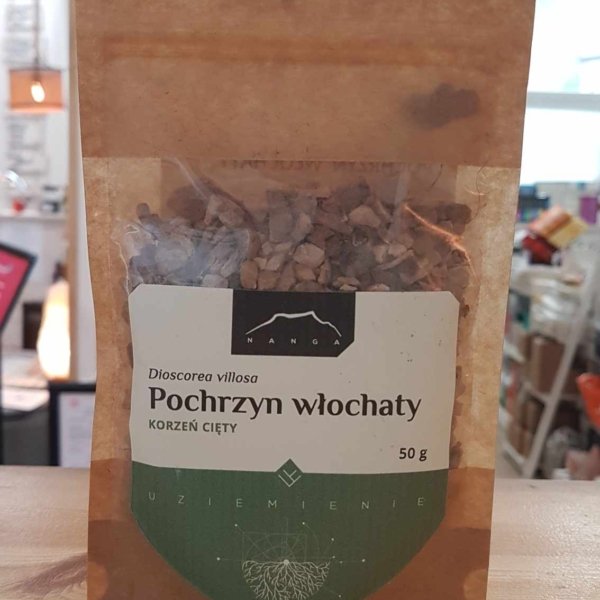 NANGA
Dioscorea villosa
Pochrzyn włochaty
KORZEŃ CIĘTY
50 g
UZIEMIENIE